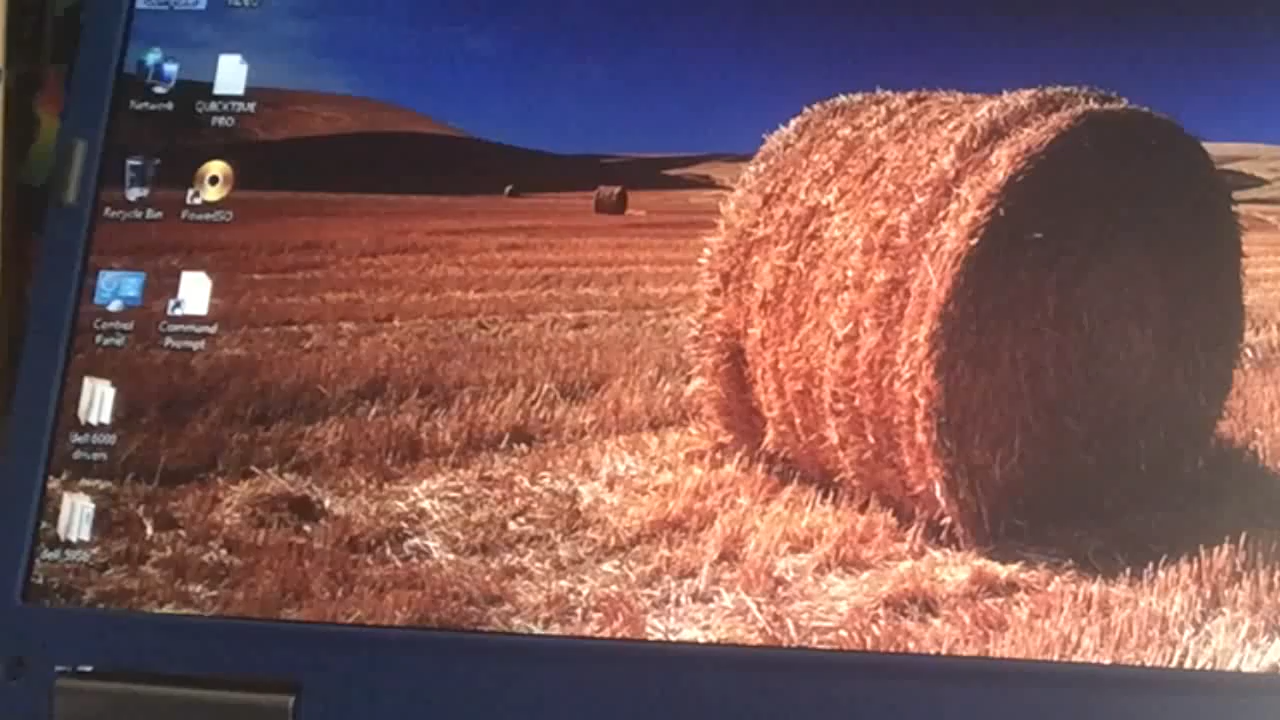 Network
QUICKTIME
PRO
Recycle Bin
PowerISO
Control
Panel
Command
Prompt
dell 6000
drivers